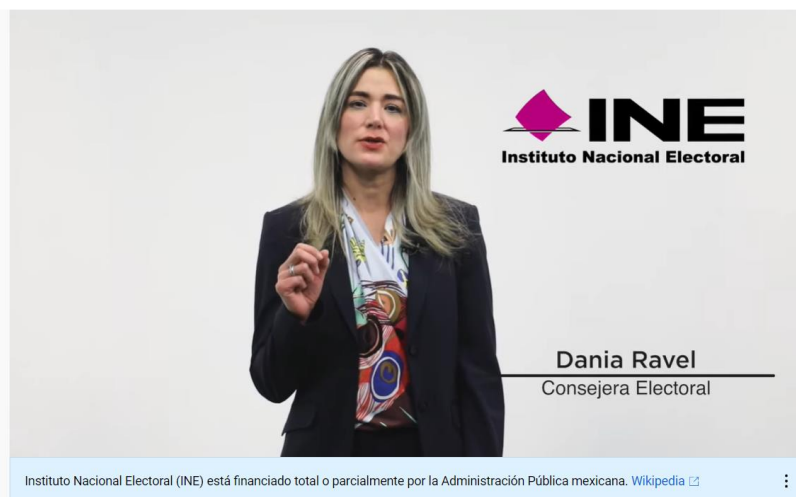 INE
Instituto Nacional Electoral
Dania Ravel
Consejera Electoral
Instituto Nacional Electoral (INE) está financiado total o parcialmente por la Administración Pública mexicana. Wikipedia